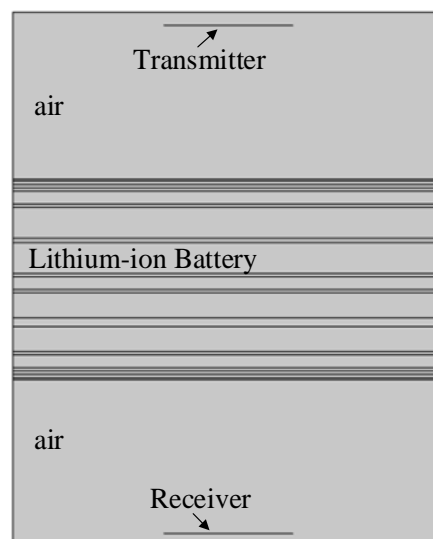 Transmitter
air
Lithium-ion Battery
air
Receiver